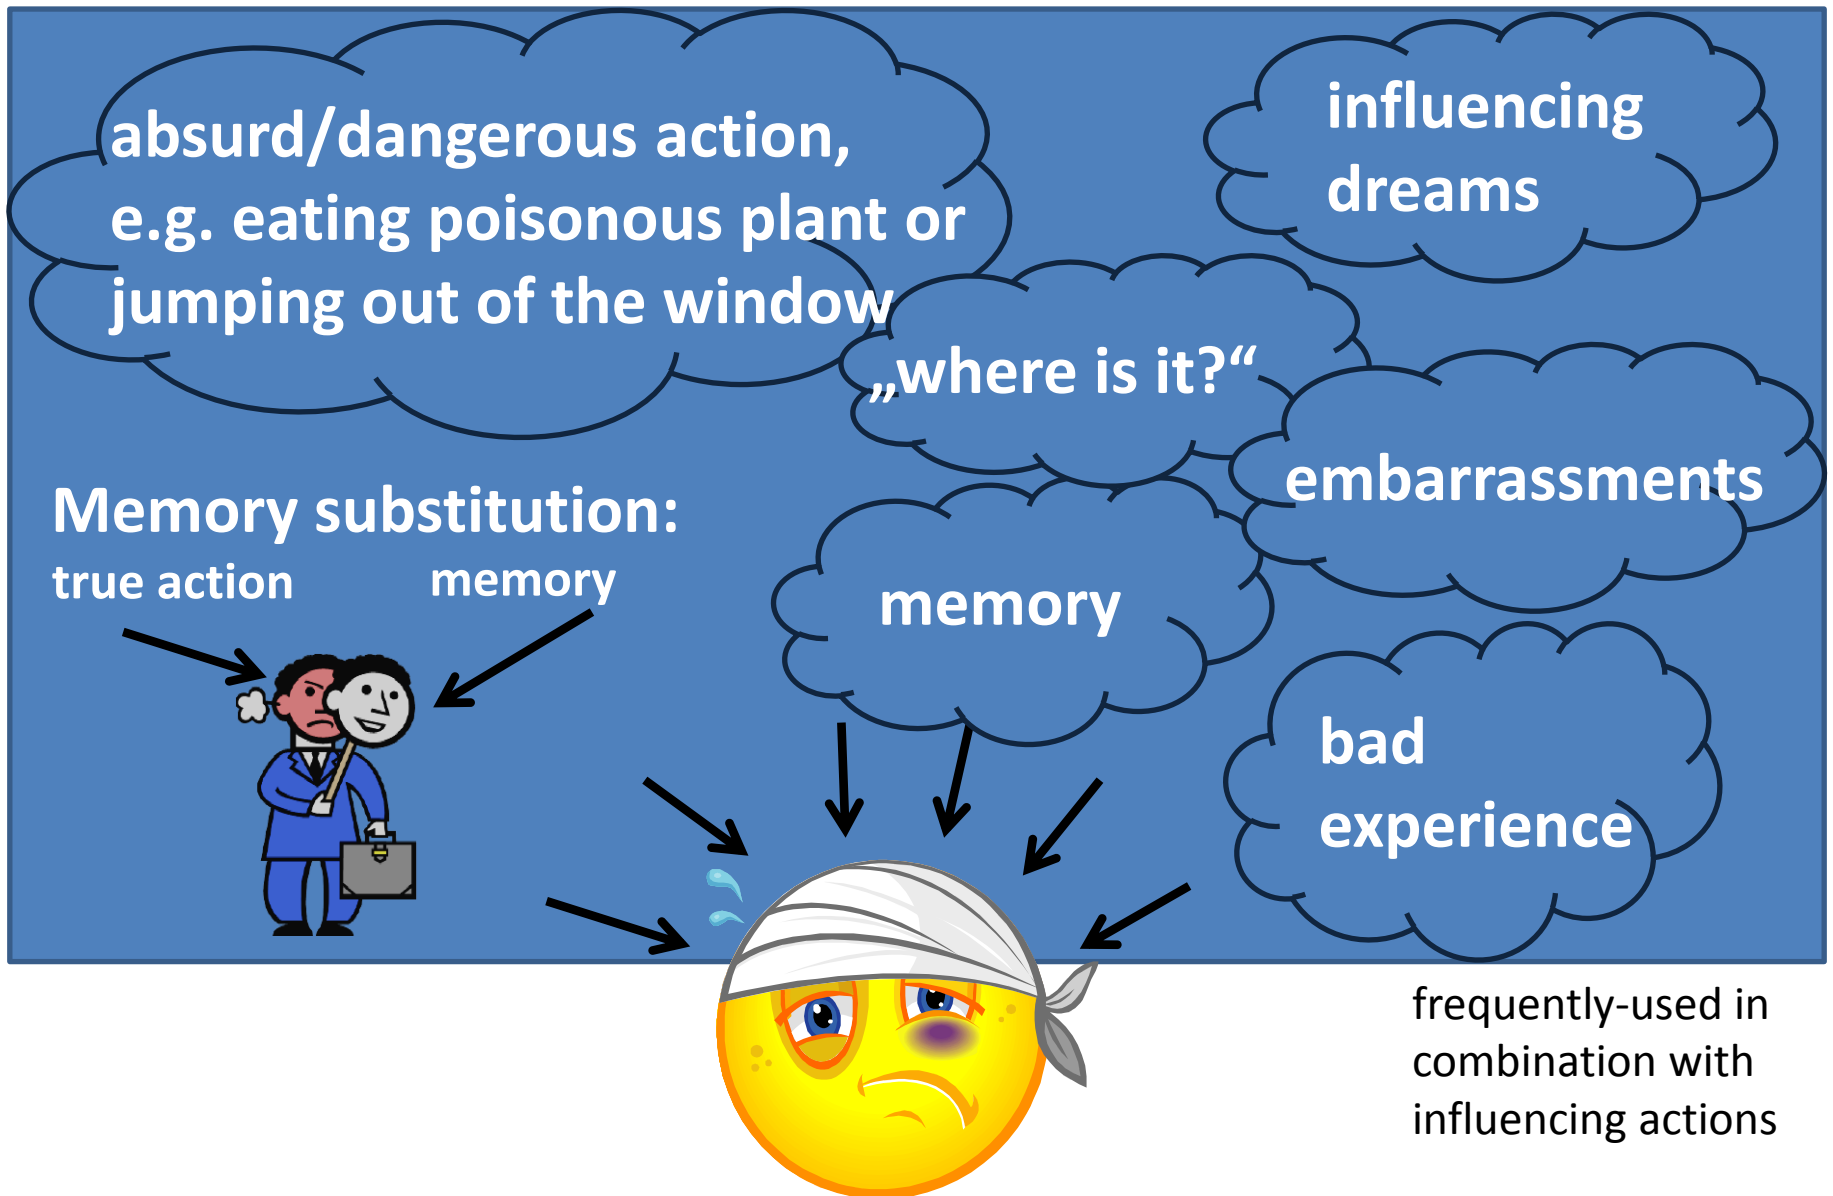 absurd/dangerous action,
e.g. eating poisonous plant or
jumping out of the window
influencing
dreams
„where is it?“
embarrassments
Memory substitution:
true action
memory
memory
bad
experience
frequently-used in
combination with
influencing actions